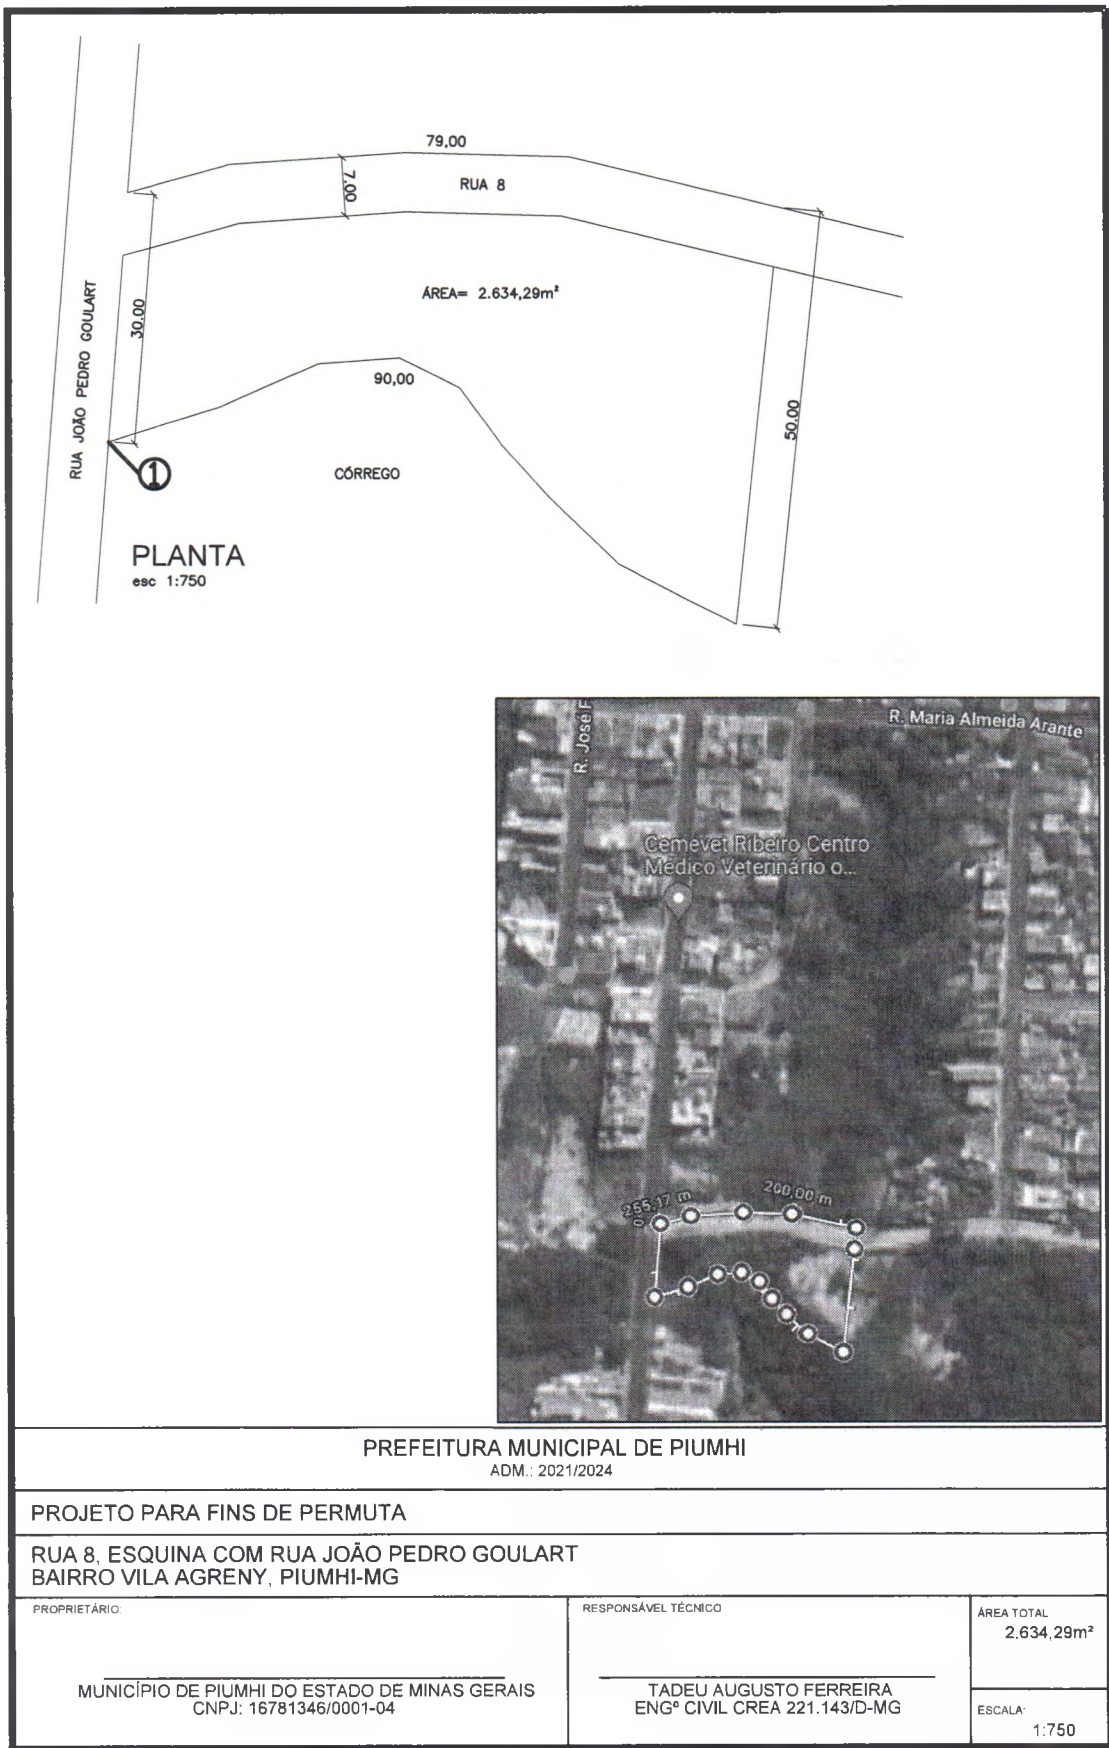 79,00
7.00
RUA 8
30.00
RUA JOÃO PEDRO GOULART
ÁREA= 2.634,29m²
90,00
50.00
CÓRREGO
1
PLANTA
esc 1:750
R. José F
R. Maria Almeida Arante
Cemevet Ribeiro Centro
Médico Veterinário o...
255,17 m
0
200,00 m
PREFEITURA MUNICIPAL DE PIUMHI
ADM.: 2021/2024
PROJETO PARA FINS DE PERMUTA
RUA 8, ESQUINA COM RUA JOÃO PEDRO GOULART
BAIRRO VILA AGRENY, PIUMHI-MG
PROPRIETÁRIO:
MUNICÍPIO DE PIUMHI DO ESTADO DE MINAS GERAIS
CNPJ: 16781346/0001-04
RESPONSÁVEL TÉCNICO
TADEU AUGUSTO FERREIRA
ENGº CIVIL CREA 221.143/D-MG
ÁREA TOTAL
2.634,29m²
ESCALA:
1:750